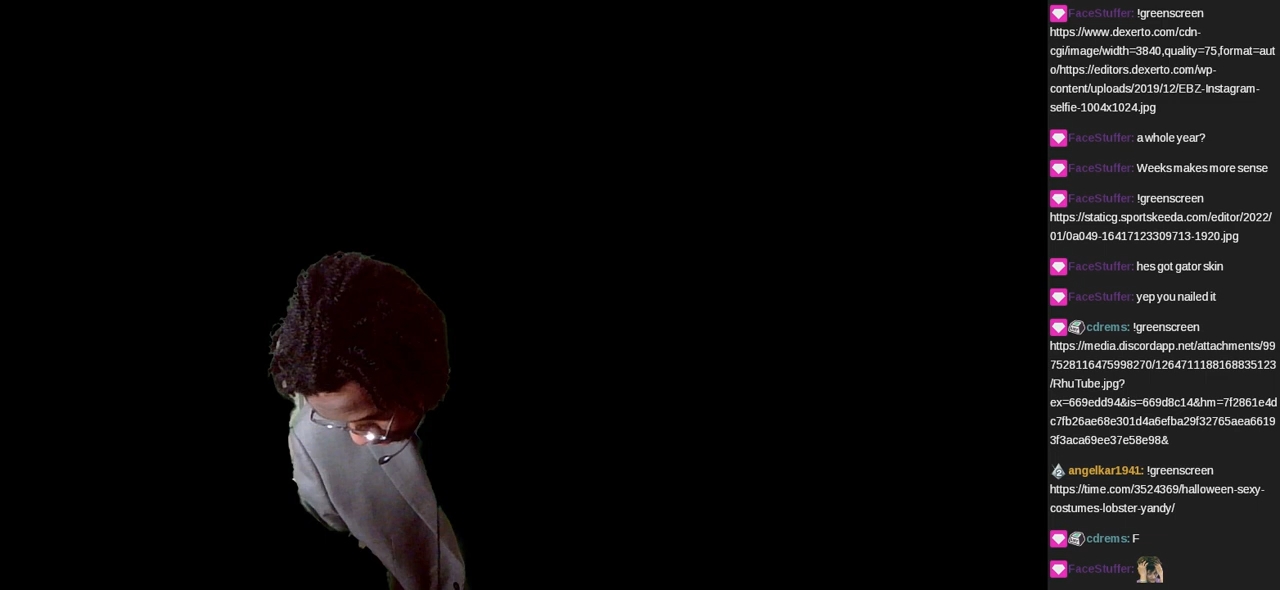 FaceStuffer: !greenscreen
https://www.dexerto.com/cdn-
cgi/image/width=3840,quality=75,format=aut
o/https://editors.dexerto.com/wp-
content/uploads/2019/12/EBZ-Instagram-
selfie-1004x1024.jpg
FaceStuffer: a whole year?
FaceStuffer: Weeks makes more sense
FaceStuffer: !greenscreen
https://staticg.sportskeeda.com/editor/2022/
01/0a049-16417123309713-1920.jpg
FaceStuffer: hes got gator skin
FaceStuffer: yep you nailed it
cdrems: !greenscreen
https://media.discordapp.net/attachments/99
7528116475998270/1264711188168835123
/RhuTube.jpg?
ex=669edd94&is=669d8c14&hm=7f2861e4d
c7fb26ae68e301d4a6efba29f32765aea6619
3f3aca69ee37e58e98&
2 angelkar1941: !greenscreen
https://time.com/3524369/halloween-sexy-
costumes-lobster-yandy/
cdrems: F
FaceStuffer: